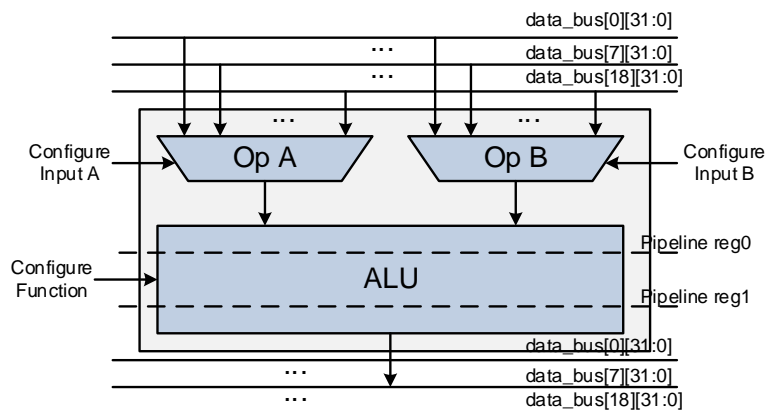 data_bus[0][31:0]
...
data_bus[7][31:0]
...
data_bus[18][31:0]
...
...
Configure
Input A
Op A
Op B
Configure
Input B
Pipeline reg0
Configure
Function
ALU
Pipeline reg1
data_bus[0][31:0]
...
data_bus[7][31:0]
...
data_bus[18][31:0]